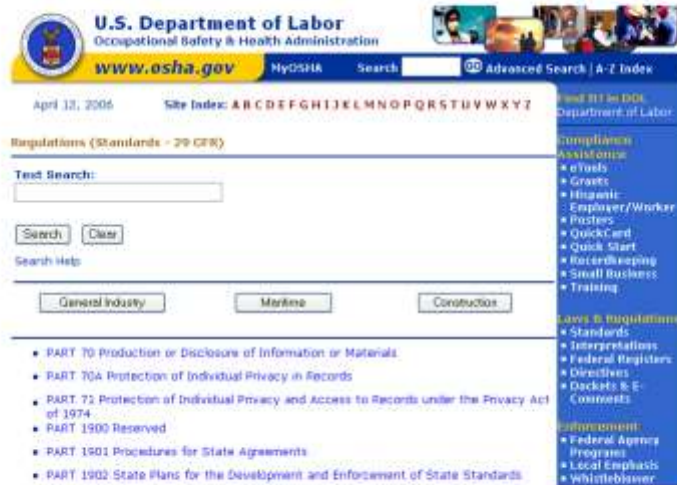 U.S. Department of Labor
Occupational Safety & Health Administration
www.osha.gov MyOSHA Search GO Advanced Search | A-Z Index
April 12, 2006 Site Index: A B C D E F G H I J K L M N O P Q R S T U V W X Y Z
Find It! in DOL
Department of Labor
Regulations (Standards - 29 CFR)
Text Search:
Search Clear
Search Help
General Industry Maritime Construction
• PART 70 Production or Disclosure of Information or Materials
• PART 70A Protection of Individual Privacy in Records
• PART 71 Protection of Individual Privacy and Access to Records under the Privacy Act
of 1974
• PART 1900 Reserved
• PART 1901 Procedures for State Agreements
• PART 1902 State Plans for the Development and Enforcement of State Standards
Compliance
Assistance
eTools
Grants
Hispanic
Employer/Worker
Posters
QuickCard
Quick Start
Recordkeeping
Small Business
Training
Laws & Regulations
Standards
Interpretations
Federal Registers
Directives
Dockets & E-
Comments
Enforcement
Federal Agency
Programs
Local Emphasis
Whistleblower